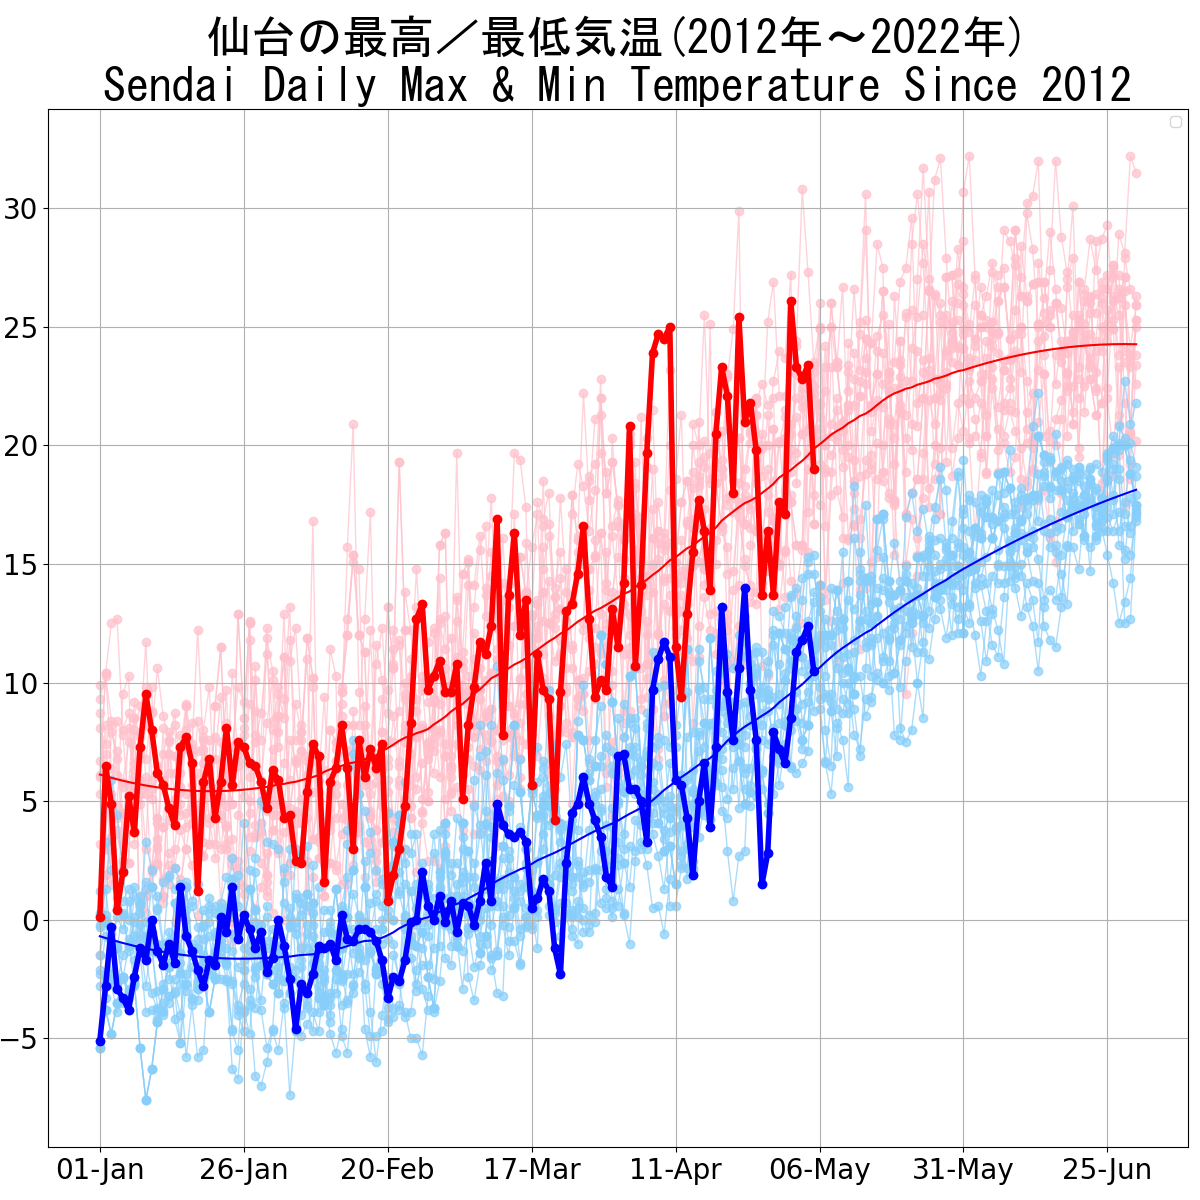 仙台の最高／最低気温(2012年～2022年)
Sendai Daily Max & Min Temperature Since 2012
30
25
20
15
10
5
0
−5
01-Jan 26-Jan 20-Feb 17-Mar 11-Apr 06-May 31-May 25-Jun